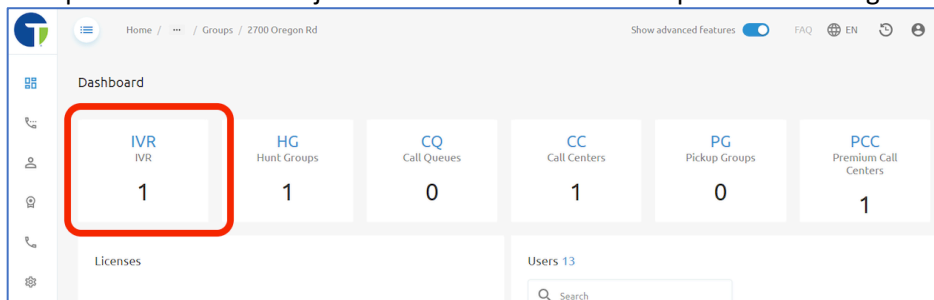 Home / ··· / Groups / 2700 Oregon Rd
Show advanced features
FAQ
EN
Dashboard
IVR
IVR
1
HG
Hunt Groups
1
CQ
Call Queues
0
CC
Call Centers
1
PG
Pickup Groups
0
PCC
Premium Call
Centers
1
Licenses
Users 13
Search